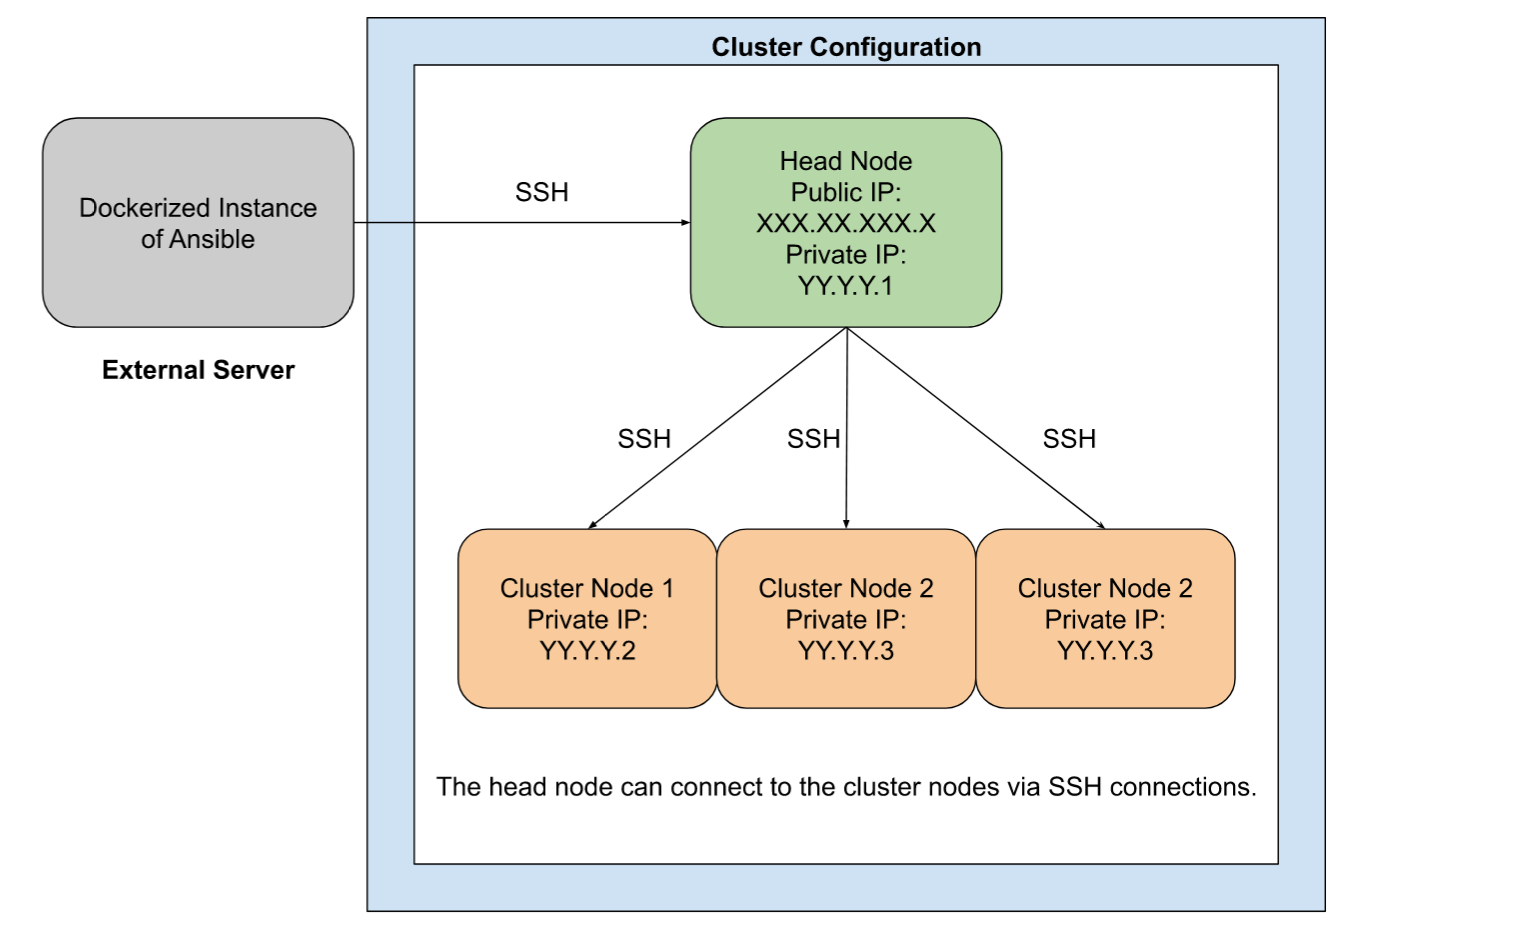 Cluster Configuration
Dockerized Instance
of Ansible
External Server
SSH
Head Node
Public IP:
XXX.XX.XXX.X
Private IP:
YY.Y.Y.1
SSH
SSH
SSH
Cluster Node 1
Private IP:
YY.Y.Y.2
Cluster Node 2
Private IP:
YY.Y.Y.3
Cluster Node 2
Private IP:
YY.Y.Y.3
The head node can connect to the cluster nodes via SSH connections.